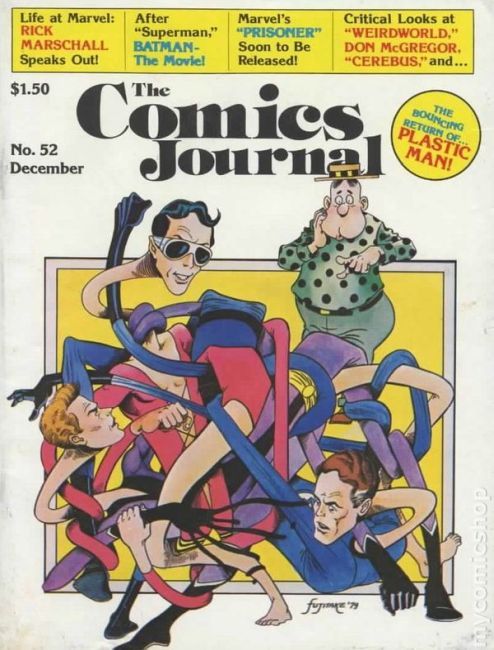 Life at Marvel:
RICK
MARSCHALL
Speaks Out!
After
"Superman,"
BATMAN-
The Movie!
Marvel's
"PRISONER"
Soon to Be
Released!
Critical Looks at
"WEIRDWORLD,"
DON McGREGOR,
"CEREBUS," and...
$1.50
The
Comics
Journal
No. 52
December
THE
BOUNCING
RETURN OF...
PLASTIC
MAN!
FUJITAKE '79
mycomicshop